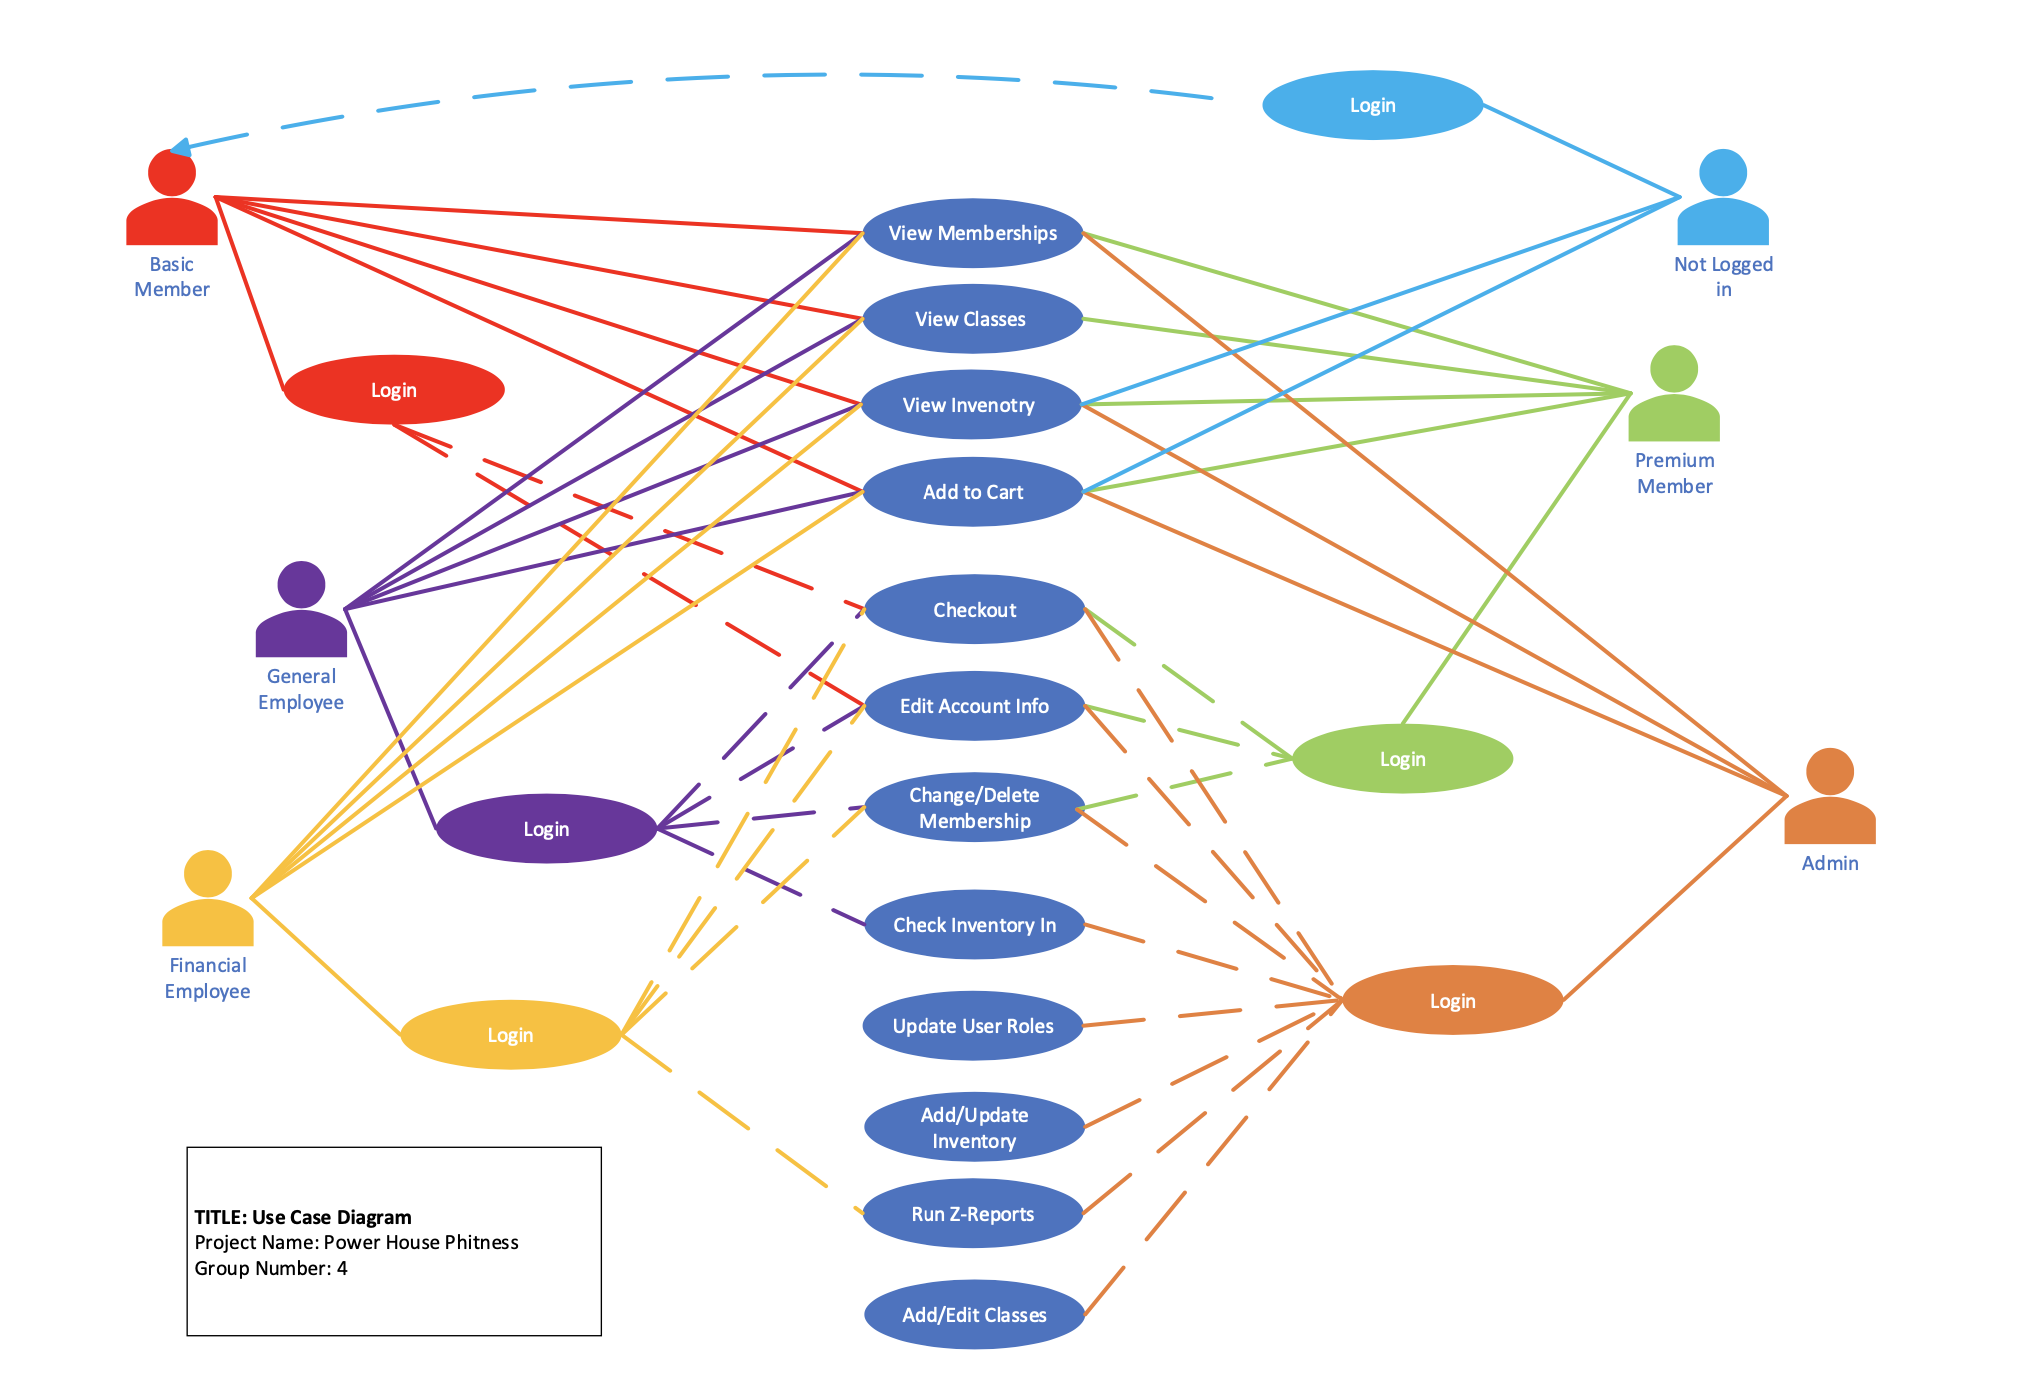 Login
Basic
Member
Not Logged
in
View Memberships
View Classes
Login
View Invenotry
Premium
Member
Add to Cart
Checkout
General
Employee
Edit Account Info
Login
Change/Delete
Membership
Login
Admin
Check Inventory In
Financial
Employee
Login
Update User Roles
Login
Add/Update
Inventory
Run Z-Reports
Add/Edit Classes
TITLE: Use Case Diagram
Project Name: Power House Phitness
Group Number: 4